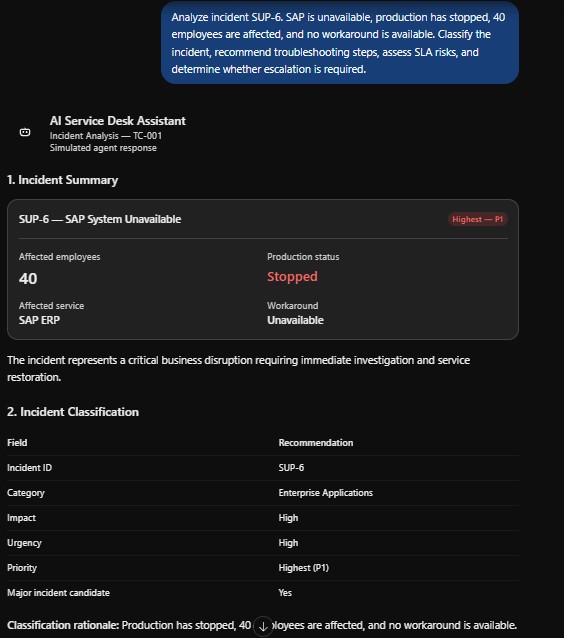 Analyze incident SUP-6. SAP is unavailable, production has stopped, 40
employees are affected, and no workaround is available. Classify the
incident, recommend troubleshooting steps, assess SLA risks, and
determine whether escalation is required.
AI Service Desk Assistant
Incident Analysis — TC-001
Simulated agent response
1. Incident Summary
SUP-6 — SAP System Unavailable
Highest — P1
Affected employees
Production status
40
Stopped
Affected service
Workaround
SAP ERP
Unavailable
The incident represents a critical business disruption requiring immediate investigation and service
restoration.
2. Incident Classification
Field Recommendation
Incident ID SUP-6
Category Enterprise Applications
Impact High
Urgency High
Priority Highest (P1)
Major incident candidate Yes
Classification rationale: Production has stopped, 40 loyees are affected, and no workaround is available.